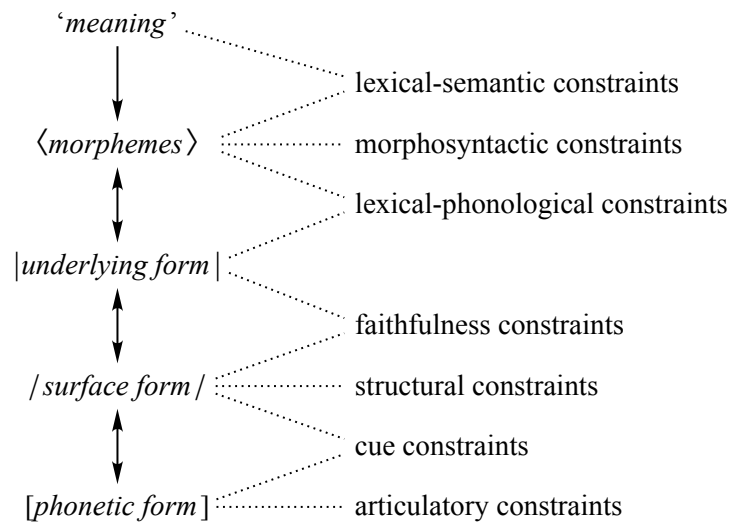 ‘meaning’
lexical-semantic constraints
〈morphemes〉
morphosyntactic constraints
lexical-phonological constraints
|underlying form|
faithfulness constraints
/surface form/
structural constraints
cue constraints
[phonetic form]
articulatory constraints